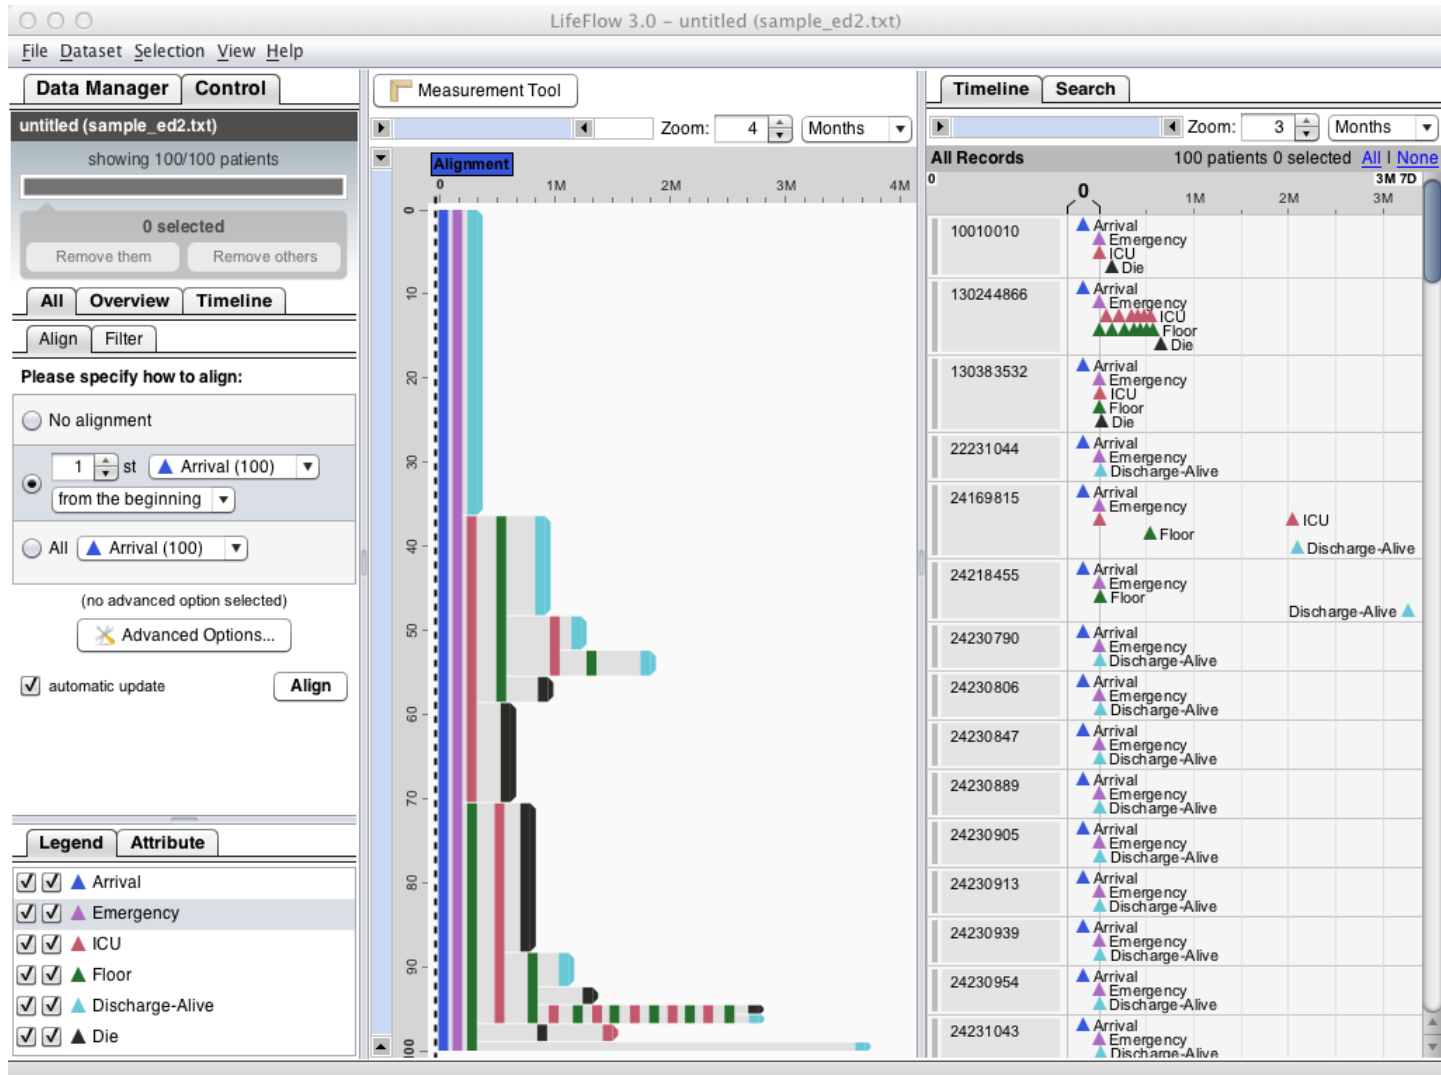 LifeFlow 3.0 – untitled (sample_ed2.txt)
File Dataset Selection View Help
Data Manager Control
untitled (sample_ed2.txt)
showing 100/100 patients
0 selected
Remove them Remove others
All Overview Timeline
Align Filter
Please specify how to align:
No alignment
1 st Arrival (100)
from the beginning
All Arrival (100)
(no advanced option selected)
Advanced Options...
automatic update Align
Legend Attribute
Arrival
Emergency
ICU
Floor
Discharge-Alive
Die
Measurement Tool
Zoom: 4 Months
Alignment
0 1M 2M 3M 4M
0
10
20
30
40
50
60
70
80
90
100
Timeline Search
Zoom: 3 Months
All Records 100 patients 0 selected All | None
0 3M 7D
0 1M 2M 3M
10010010
Arrival
Emergency
ICU
Die
130244866
Arrival
Emergency
ICU
Floor
Die
130383532
Arrival
Emergency
ICU
Floor
Die
22231044
Arrival
Emergency
Discharge-Alive
24169815
Arrival
Emergency
ICU
Floor
Discharge-Alive
24218455
Arrival
Emergency
Floor
Discharge-Alive
24230790
Arrival
Emergency
Discharge-Alive
24230806
Arrival
Emergency
Discharge-Alive
24230847
Arrival
Emergency
Discharge-Alive
24230889
Arrival
Emergency
Discharge-Alive
24230905
Arrival
Emergency
Discharge-Alive
24230913
Arrival
Emergency
Discharge-Alive
24230939
Arrival
Emergency
Discharge-Alive
24230954
Arrival
Emergency
Discharge-Alive
24231043
Arrival
Emergency
Discharge-Alive